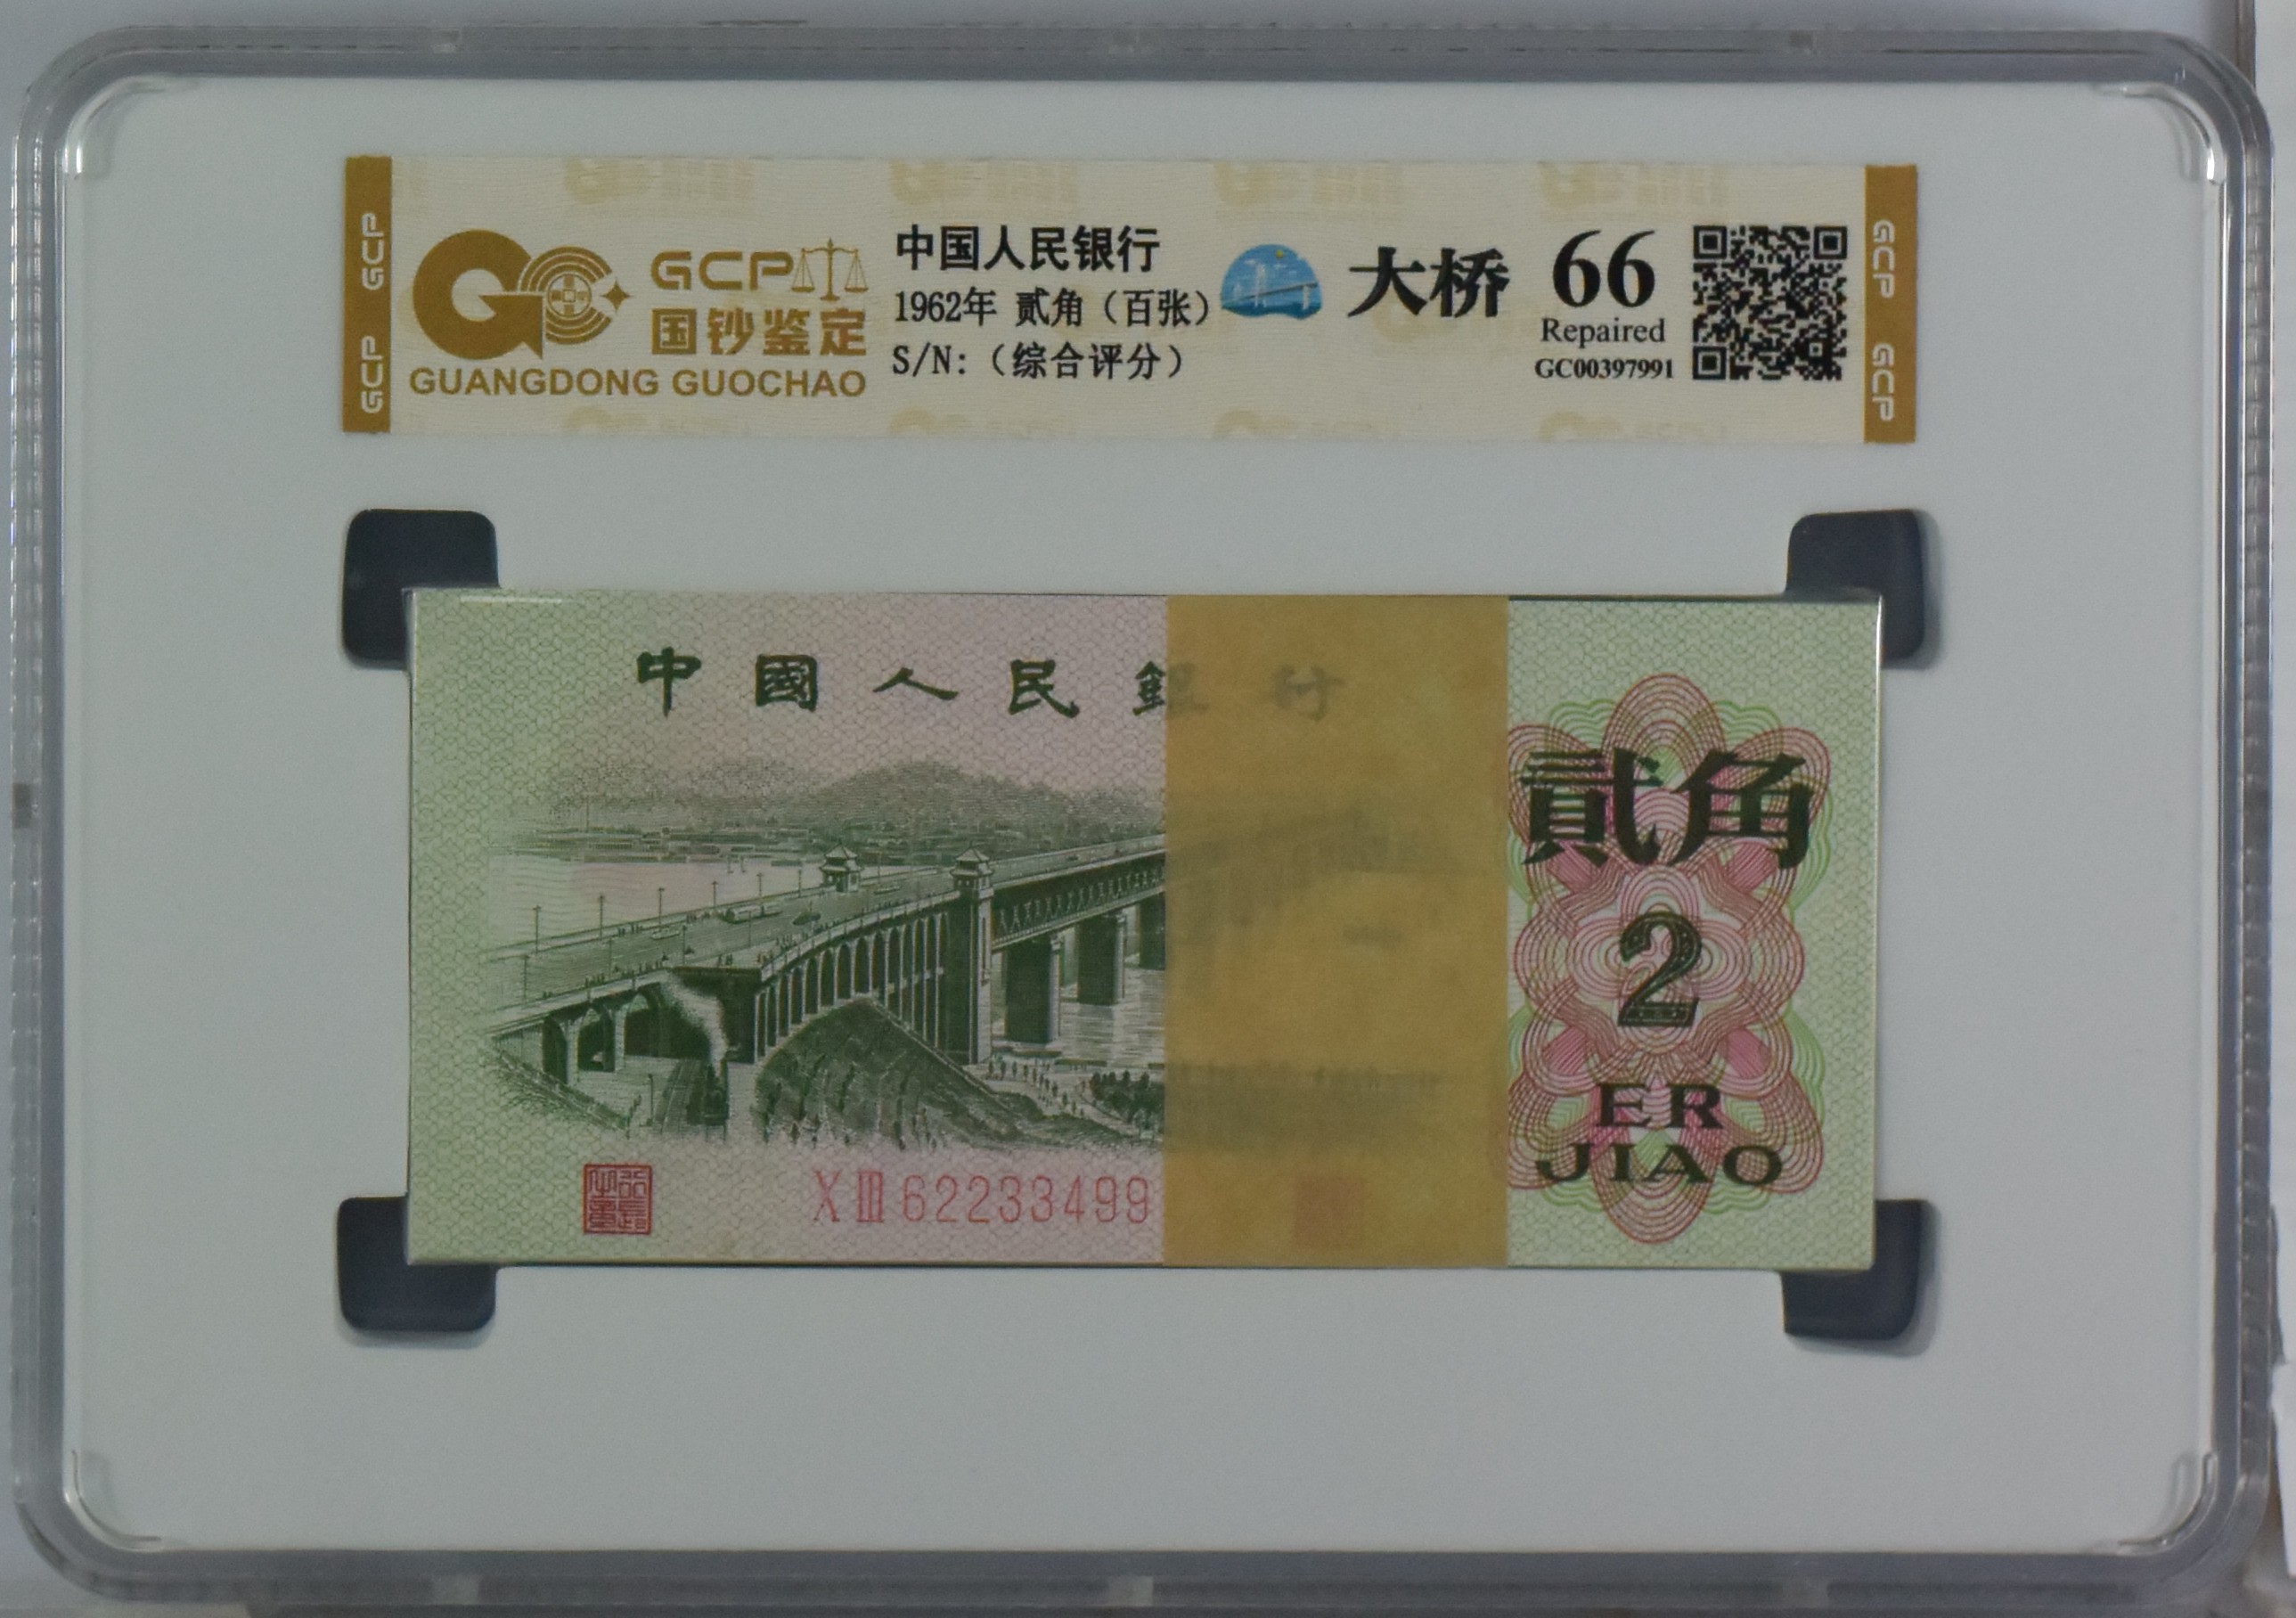 GCP GCP
GCP
国钞鉴定
GUANGDONG GUOCHAO
中国人民银行
1962年 贰角（百张）
S/N:（综合评分）
大桥
66
Repaired
GC00397991
GCP GCP
中國人民銀行
貳角
2
ER
JIAO
XⅢ 62233499